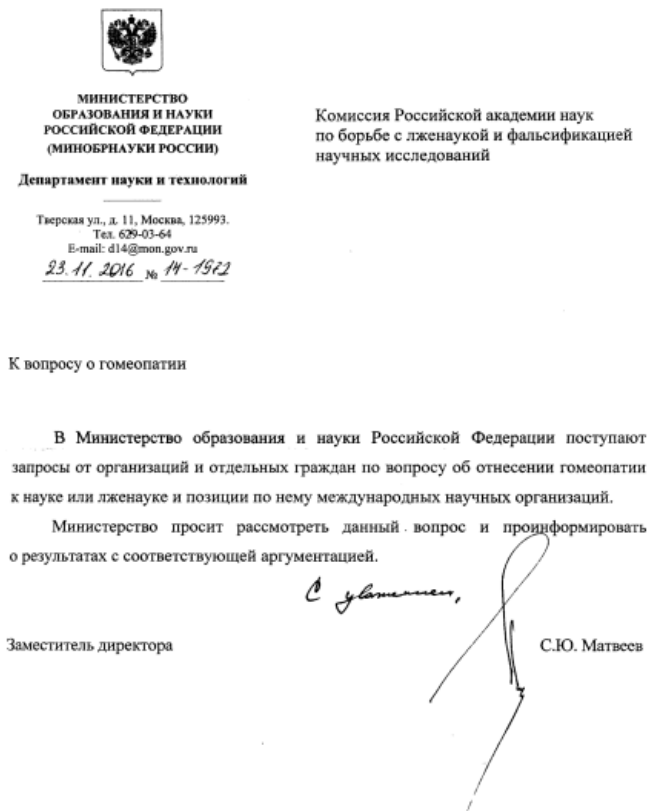 МИНИСТЕРСТВО
ОБРАЗОВАНИЯ И НАУКИ
РОССИЙСКОЙ ФЕДЕРАЦИИ
(МИНОБРНАУКИ РОССИИ)
Департамент науки и технологий
Тверская ул., д. 11, Москва, 125993.
Тел. 629-03-64
E-mail: d14@mon.gov.ru
23.11.2016 № 14-1572
Комиссия Российской академии наук
по борьбе с лженаукой и фальсификацией
научных исследований
К вопросу о гомеопатии
В Министерство образования и науки Российской Федерации поступают
запросы от организаций и отдельных граждан по вопросу об отнесении гомеопатии
к науке или лженауке и позиции по нему международных научных организаций.
Министерство просит рассмотреть данный вопрос и проинформировать
о результатах с соответствующей аргументацией.
С уважением,
Заместитель директора С.Ю. Матвеев